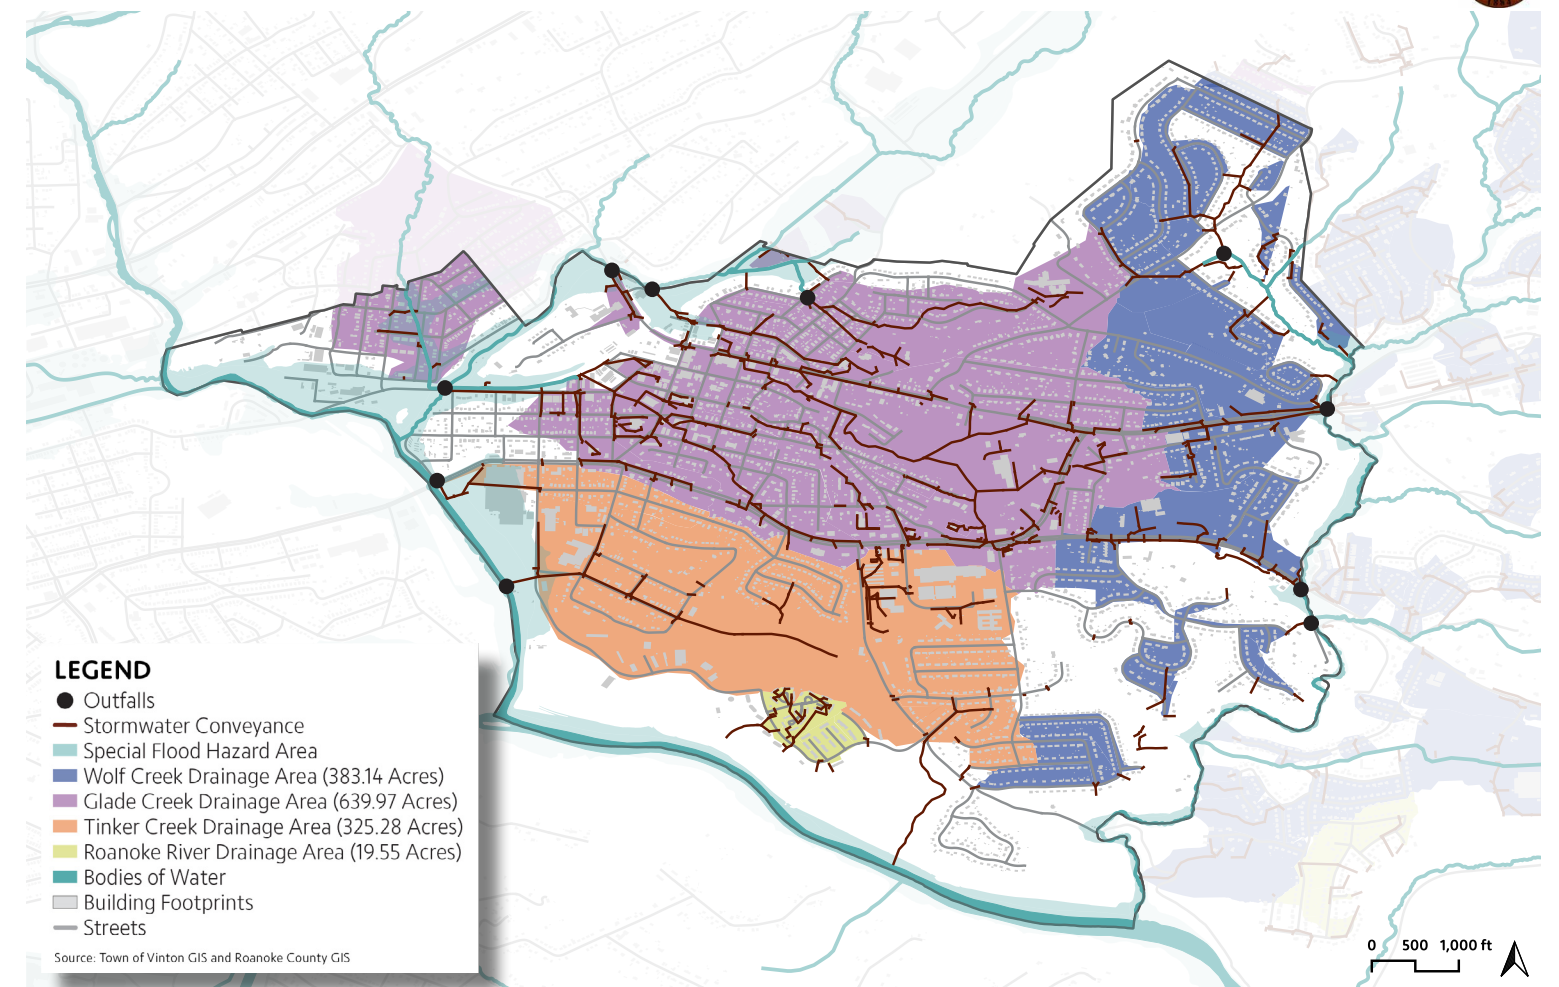 LEGEND
Outfalls
Stormwater Conveyance
Special Flood Hazard Area
Wolf Creek Drainage Area (383.14 Acres)
Glade Creek Drainage Area (639.97 Acres)
Tinker Creek Drainage Area (325.28 Acres)
Roanoke River Drainage Area (19.55 Acres)
Bodies of Water
Building Footprints
Streets
Source: Town of Vinton GIS and Roanoke County GIS
0 500 1,000 ft